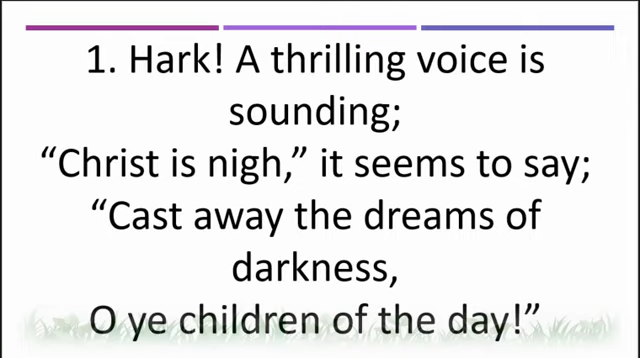 1. Hark! A thrilling voice is
sounding;
“Christ is nigh,” it seems to say;
“Cast away the dreams of
darkness,
O ye children of the day!”